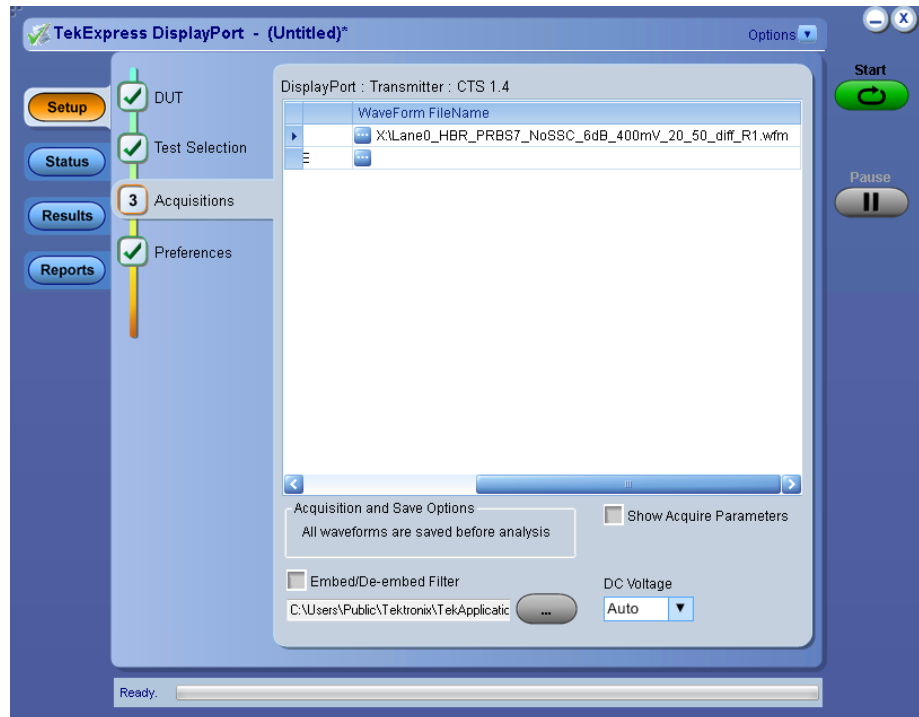 TekExpress DisplayPort - (Untitled)*
Options
Start
Setup
Status
Results
Reports
DUT
Test Selection
3 Acquisitions
Preferences
DisplayPort : Transmitter : CTS 1.4
WaveForm FileName
X:\Lane0_HBR_PRBS7_NoSSC_6dB_400mV_20_50_diff_R1.wfm
Pause
Acquisition and Save Options
All waveforms are saved before analysis
Show Acquire Parameters
Embed/De-embed Filter
C:\Users\Public\Tektronix\TekApplicatic
...
DC Voltage
Auto
Ready.